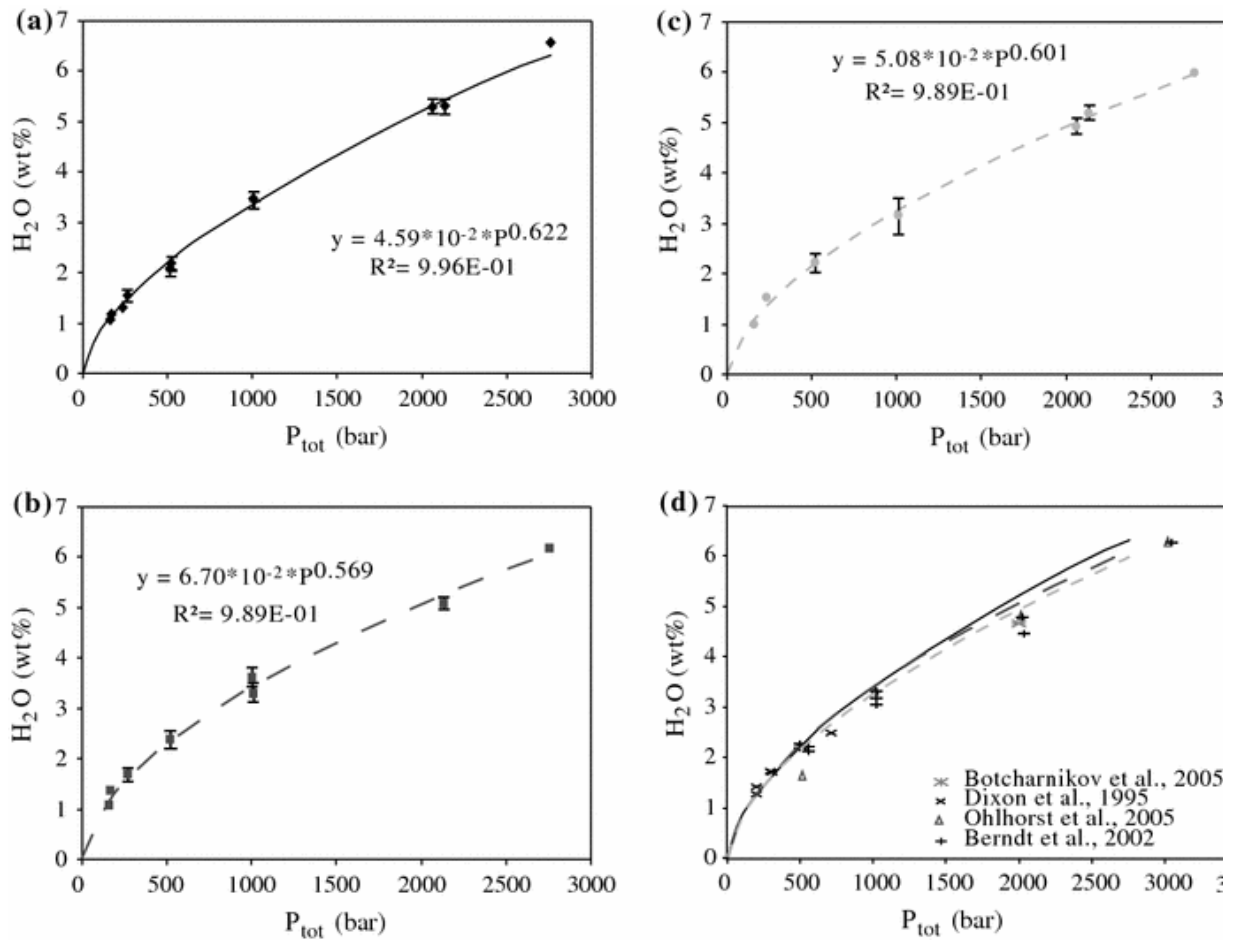 (a)
7
6
5
4
3
2
1
0
H₂O (wt%)
y = 4.59*10⁻²*P⁰·⁶²²
R²= 9.96E-01
0 500 1000 1500 2000 2500 3000
Pₜₒₜ (bar)
(c)
7
6
5
4
3
2
1
0
H₂O (wt%)
y = 5.08*10⁻²*P⁰·⁶⁰¹
R²= 9.89E-01
0 500 1000 1500 2000 2500 3
Pₜₒₜ (bar)
(b)
7
6
5
4
3
2
1
0
H₂O (wt%)
y = 6.70*10⁻²*P⁰·⁵⁶⁹
R²= 9.89E-01
0 500 1000 1500 2000 2500 3000
Pₜₒₜ (bar)
(d)
7
6
5
4
3
2
1
0
H₂O (wt%)
Botcharnikov et al., 2005
Dixon et al., 1995
Ohlhorst et al., 2005
Berndt et al., 2002
0 500 1000 1500 2000 2500 3000 3
Pₜₒₜ (bar)